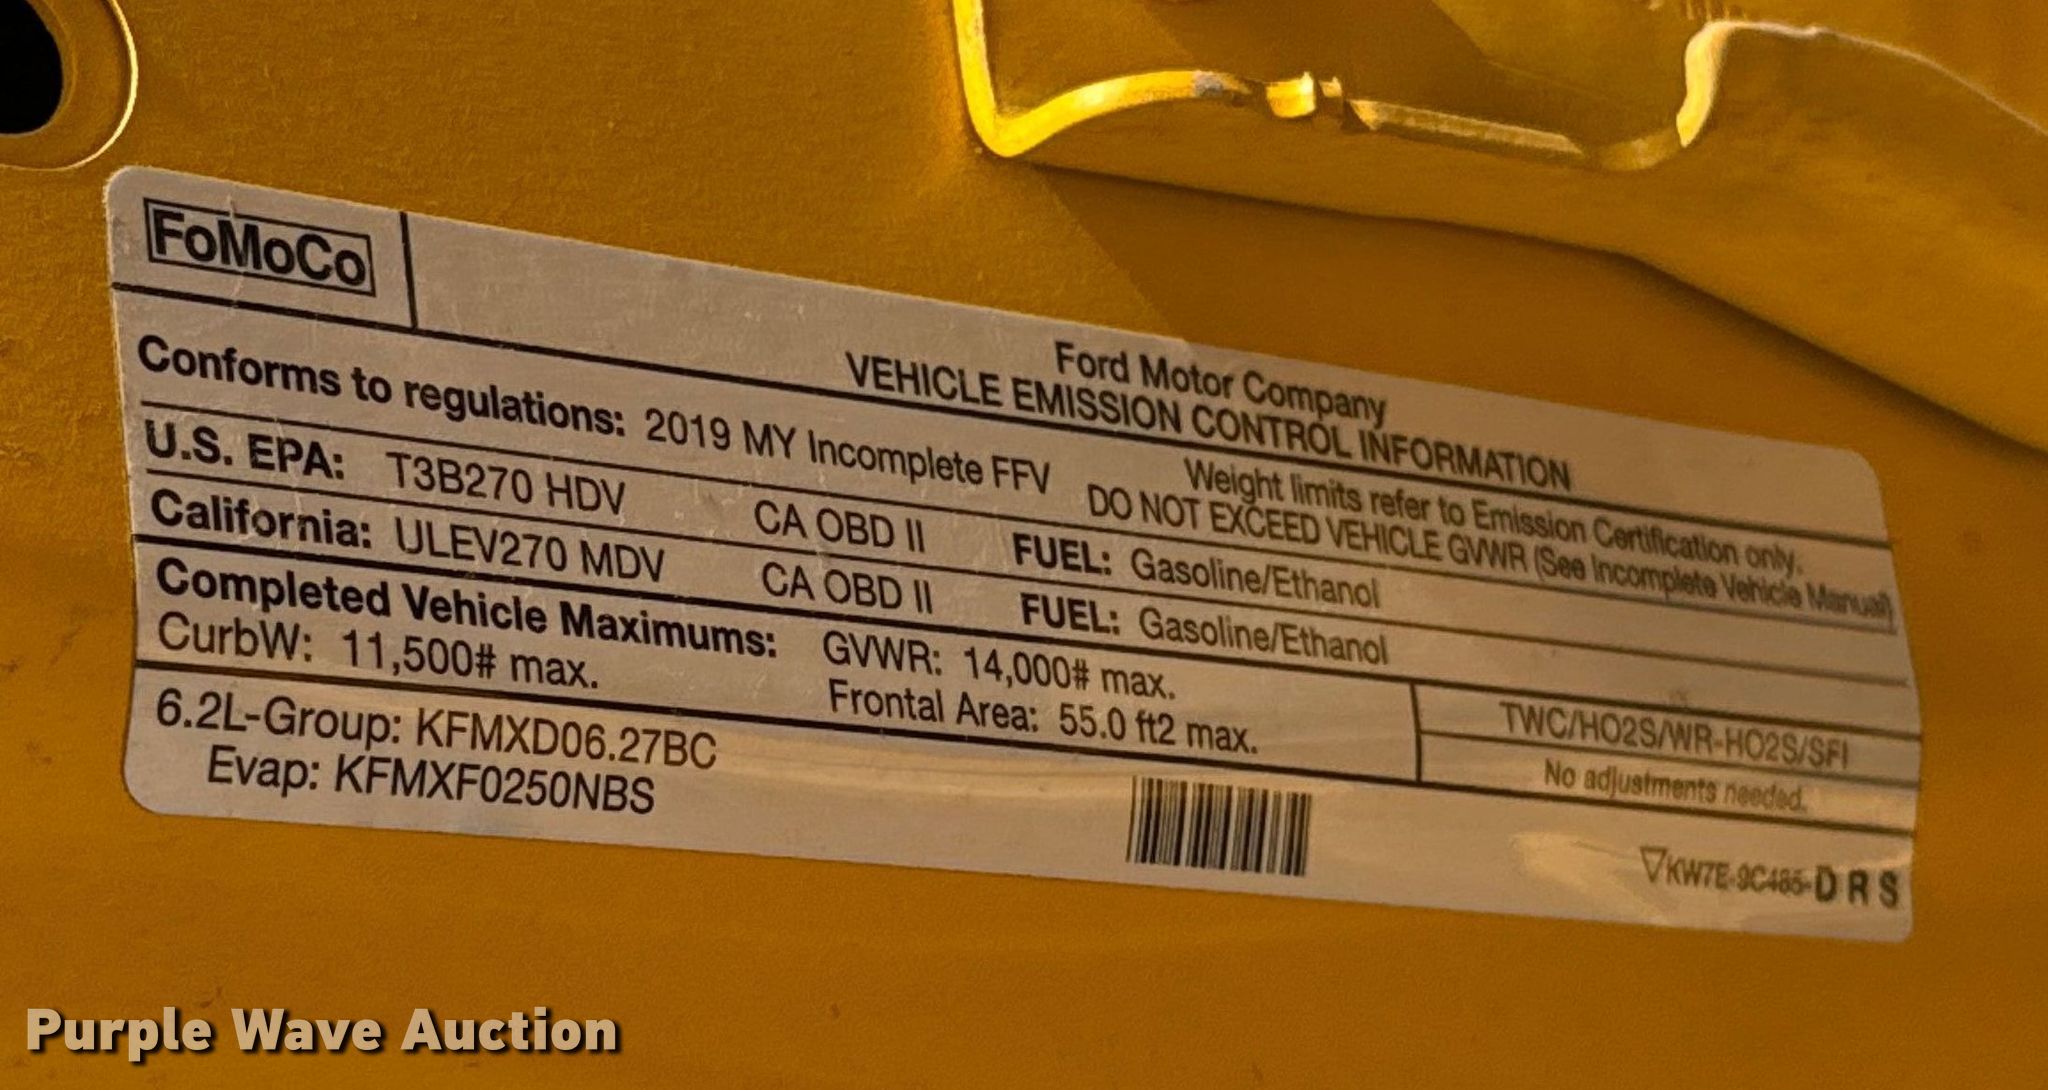 FoMoCo
Ford Motor Company
VEHICLE EMISSION CONTROL INFORMATION
Conforms to regulations: 2019 MY Incomplete FFV
Weight limits refer to Emission Certification only.
DO NOT EXCEED VEHICLE GVWR (See Incomplete Vehicle Manual)
U.S. EPA: T3B270 HDV CA OBD II FUEL: Gasoline/Ethanol
California: ULEV270 MDV CA OBD II FUEL: Gasoline/Ethanol
Completed Vehicle Maximums: GVWR: 14,000# max.
CurbW: 11,500# max. Frontal Area: 55.0 ft2 max.
TWC/HO2S/WR-HO2S/SFI
No adjustments needed.
6.2L-Group: KFMXD06.27BC
Evap: KFMXF0250NBS
▽KW7E-9C485-D R S
Purple Wave Auction